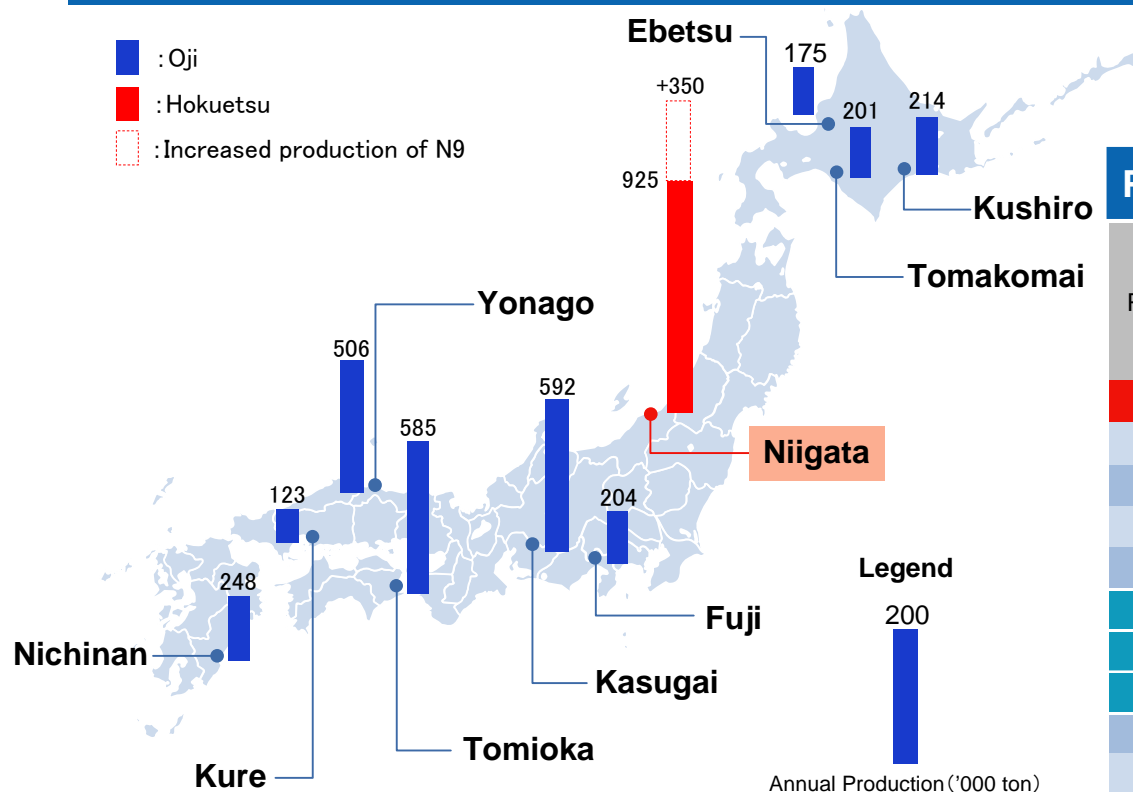 :Oji
:Hokuetsu
:Increased production of N9
Ebetsu
175
+350
201
214
925
Kushiro
Tomakomai
Yonago
506
592
585
Niigata
123
204
248
Legend
200
Fuji
Nichinan
Kasugai
Tomioka
Kure
Annual Production('000 ton)